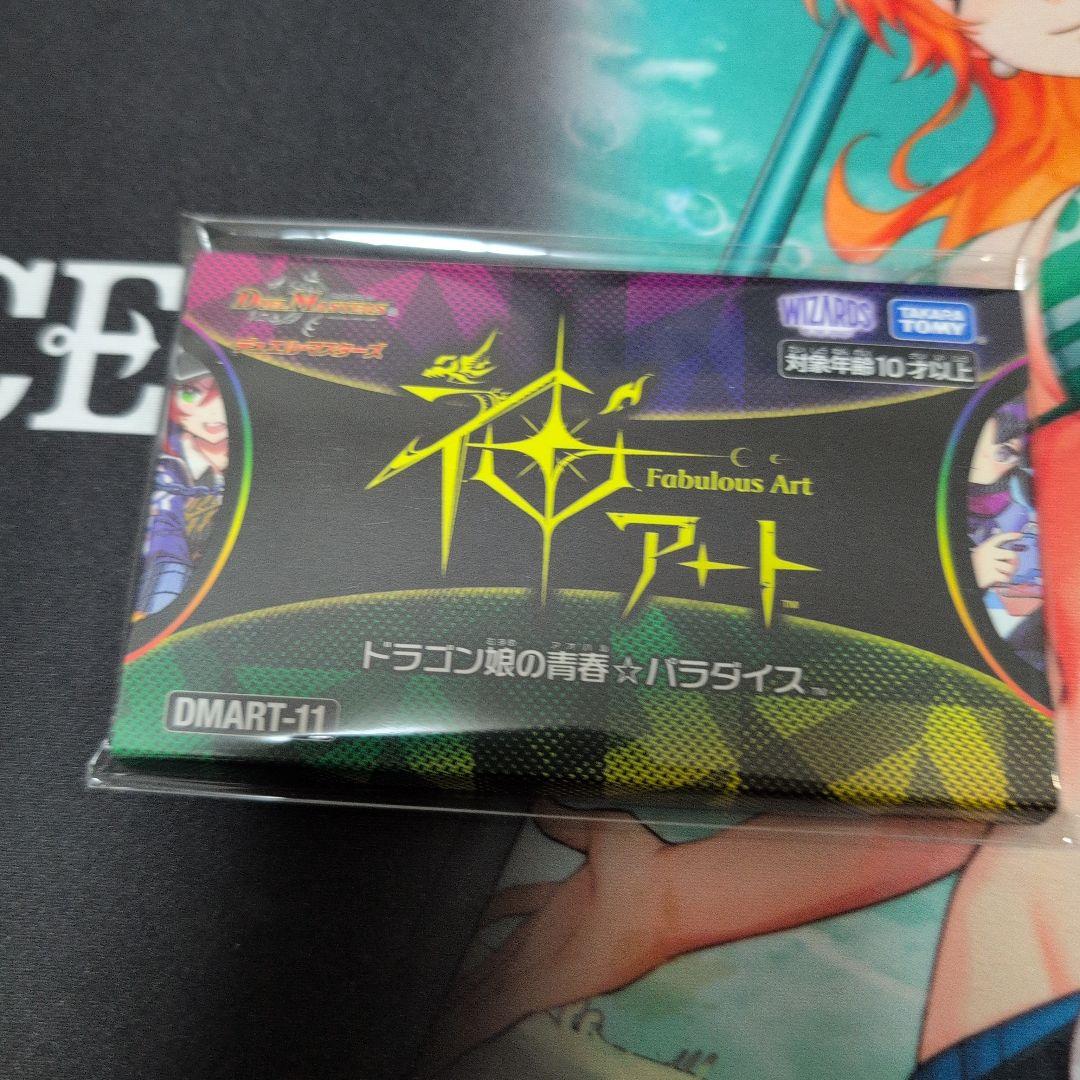 CE
DUEL MASTERS
デュエル・マスターズ
WIZARDS
TAKARA TOMY
対象年齢10才以上
神
Fabulous Art
アート
TM
ドラゴン娘の青春☆パラダイス
TM
DMART-11